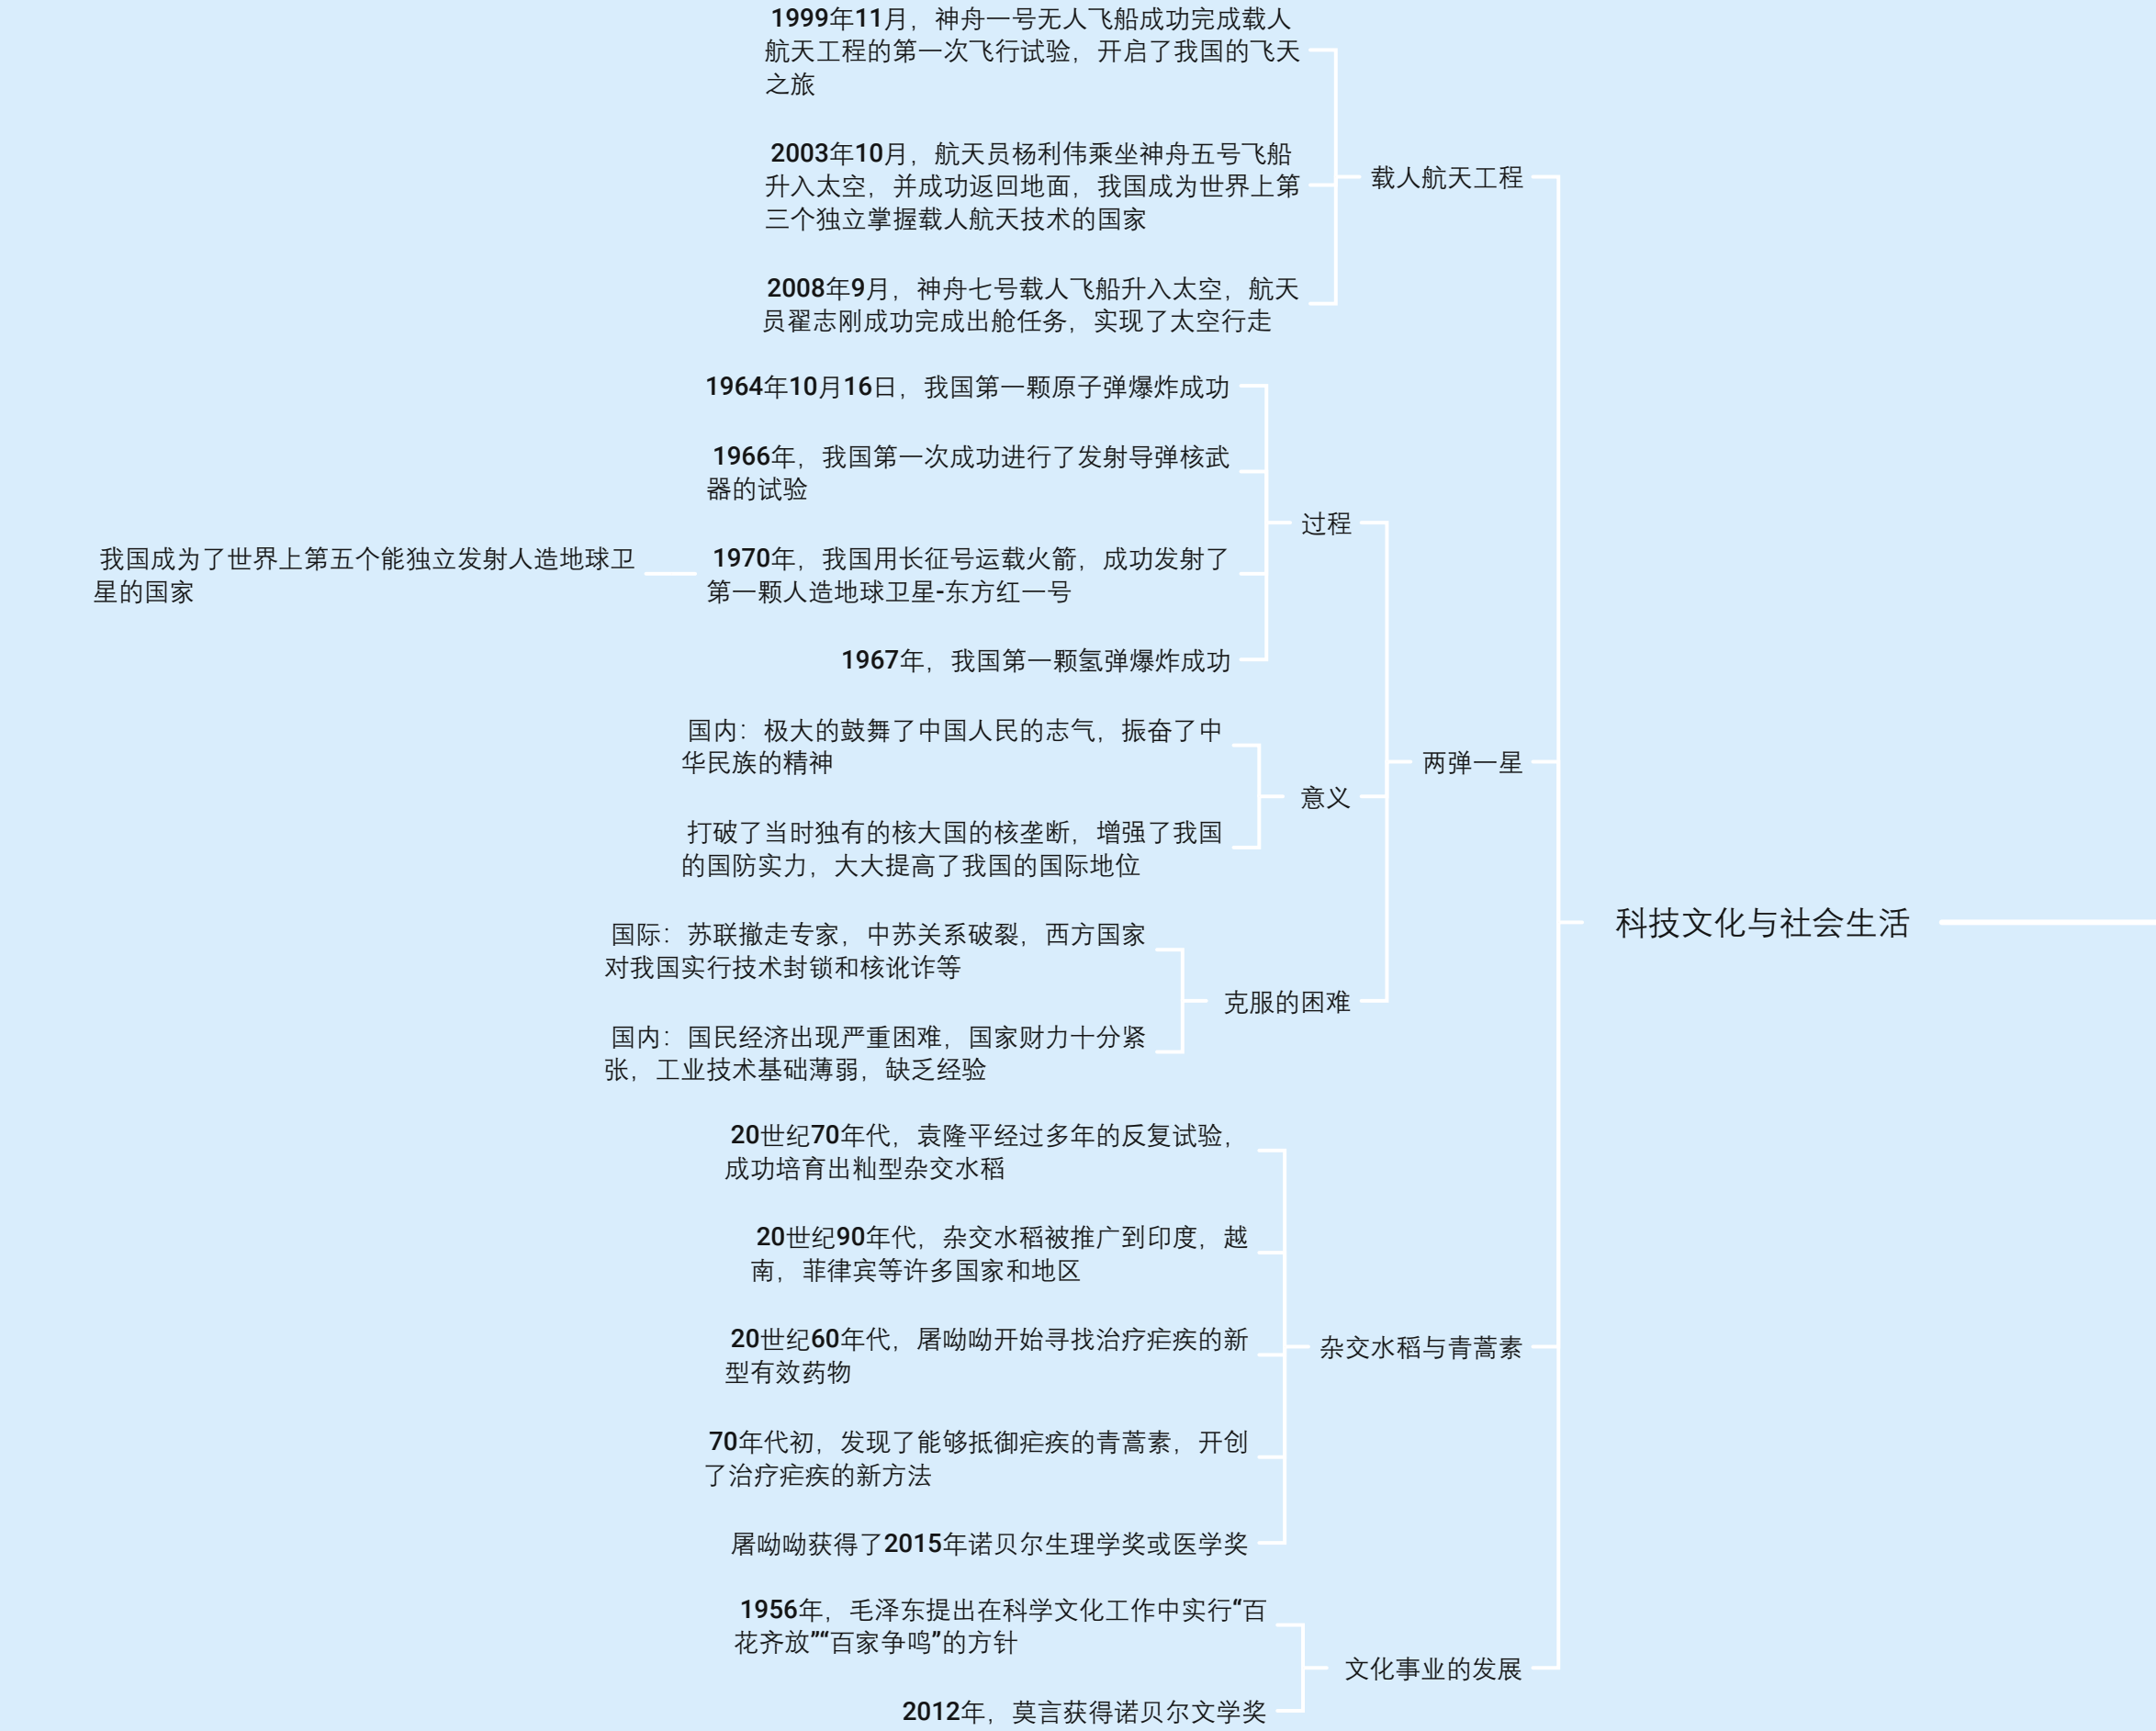 1999年11月，神舟一号无人飞船成功完成载人
航天工程的第一次飞行试验，开启了我国的飞天
之旅
2003年10月，航天员杨利伟乘坐神舟五号飞船
升入太空，并成功返回地面，我国成为世界上第
三个独立掌握载人航天技术的国家
载人航天工程
2008年9月，神舟七号载人飞船升入太空，航天
员翟志刚成功完成出舱任务，实现了太空行走
1964年10月16日，我国第一颗原子弹爆炸成功
1966年，我国第一次成功进行了发射导弹核武
器的试验
过程
我国成为了世界上第五个能独立发射人造地球卫
星的国家
1970年，我国用长征号运载火箭，成功发射了
第一颗人造地球卫星-东方红一号
1967年，我国第一颗氢弹爆炸成功
国内：极大的鼓舞了中国人民的志气，振奋了中
华民族的精神
两弹一星
意义
打破了当时独有的核大国的核垄断，增强了我国
的国防实力，大大提高了我国的国际地位
科技文化与社会生活
国际：苏联撤走专家，中苏关系破裂，西方国家
对我国实行技术封锁和核讹诈等
克服的困难
国内：国民经济出现严重困难，国家财力十分紧
张，工业技术基础薄弱，缺乏经验
20世纪70年代，袁隆平经过多年的反复试验，
成功培育出籼型杂交水稻
20世纪90年代，杂交水稻被推广到印度，越
南，菲律宾等许多国家和地区
20世纪60年代，屠呦呦开始寻找治疗疟疾的新
型有效药物
杂交水稻与青蒿素
70年代初，发现了能够抵御疟疾的青蒿素，开创
了治疗疟疾的新方法
屠呦呦获得了2015年诺贝尔生理学奖或医学奖
1956年，毛泽东提出在科学文化工作中实行“百
花齐放”“百家争鸣”的方针
文化事业的发展
2012年，莫言获得诺贝尔文学奖